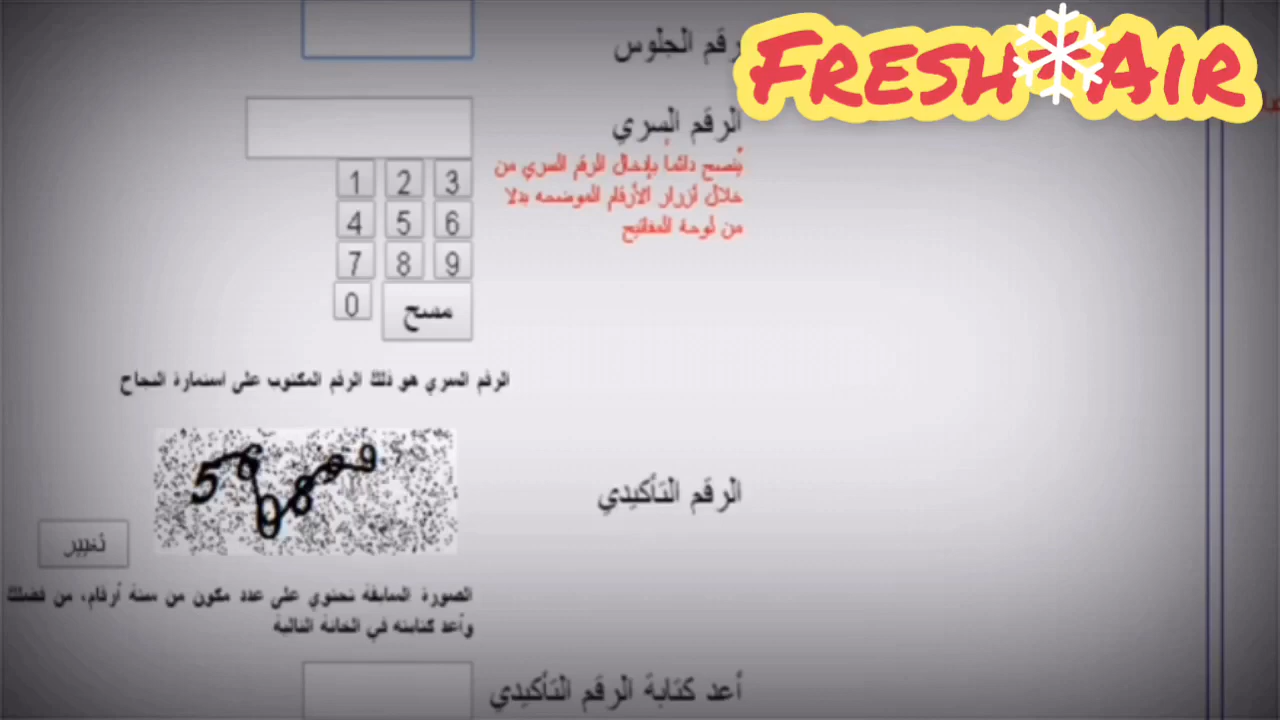 FRESH AIR
رقم الجلوس
الرقم السري
يُنصح دائماً بإدخال الرقم السري من
خلال أزرار الأرقام الموضحه بدلا
من لوحة المفاتيح
1 2 3
4 5 6
7 8 9
0 مسح
الرقم السري هو ذلك الرقم المكتوب على استمارة النجاح
الرقم التأكيدي
تغيير
الصورة السابقة تحتوي على عدد مكون من ستة أرقام، من فضلك
وأعد كتابته في الخانة التالية
أعد كتابة الرقم التأكيدي